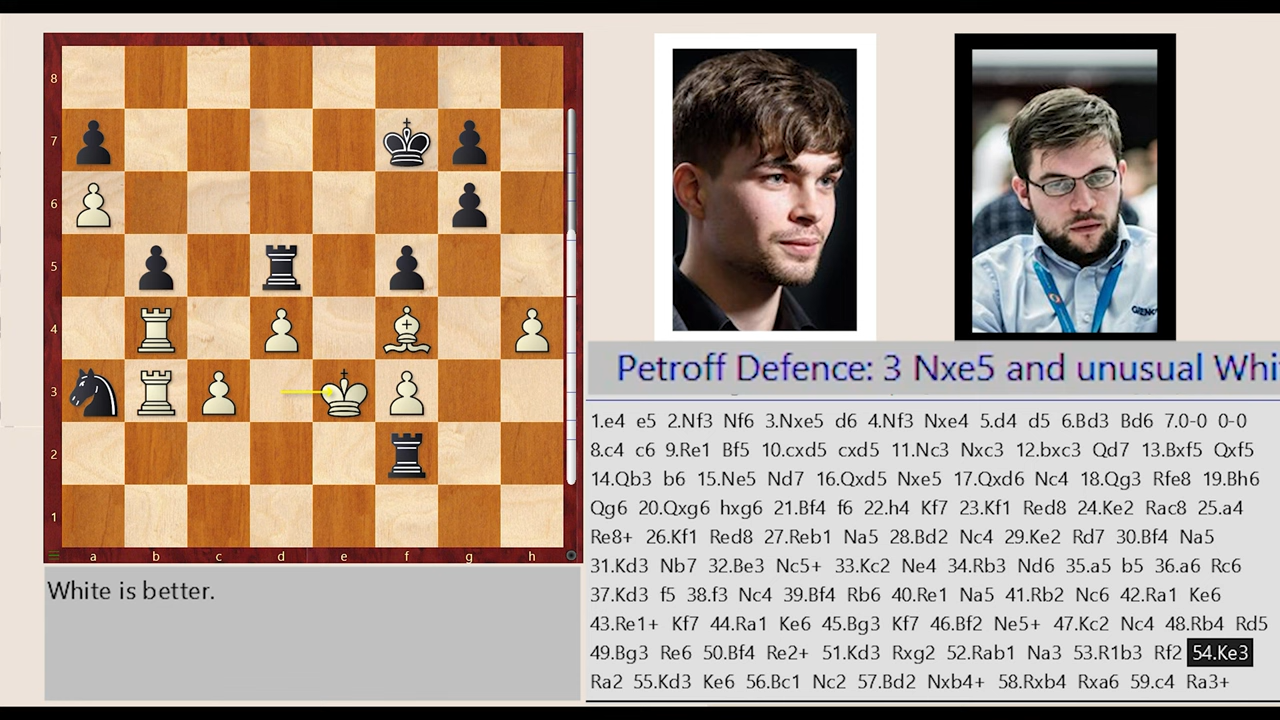 8
7
6
5
4
3
2
1
a b c d e f g h
White is better.
Petroff Defence: 3 Nxe5 and unusual Whi
1.e4 e5 2.Nf3 Nf6 3.Nxe5 d6 4.Nf3 Nxe4 5.d4 d5 6.Bd3 Bd6 7.0-0 0-0
8.c4 c6 9.Re1 Bf5 10.cxd5 cxd5 11.Nc3 Nxc3 12.bxc3 Qd7 13.Bxf5 Qxf5
14.Qb3 b6 15.Ne5 Nd7 16.Qxd5 Nxe5 17.Qxd6 Nc4 18.Qg3 Rfe8 19.Bh6
Qg6 20.Qxg6 hxg6 21.Bf4 f6 22.h4 Kf7 23.Kf1 Red8 24.Ke2 Rac8 25.a4
Re8+ 26.Kf1 Red8 27.Reb1 Na5 28.Bd2 Nc4 29.Ke2 Rd7 30.Bf4 Na5
31.Kd3 Nb7 32.Be3 Nc5+ 33.Kc2 Ne4 34.Rb3 Nd6 35.a5 b5 36.a6 Rc6
37.Kd3 f5 38.f3 Nc4 39.Bf4 Rb6 40.Re1 Na5 41.Rb2 Nc6 42.Ra1 Ke6
43.Re1+ Kf7 44.Ra1 Ke6 45.Bg3 Kf7 46.Bf2 Ne5+ 47.Kc2 Nc4 48.Rb4 Rd5
49.Bg3 Re6 50.Bf4 Re2+ 51.Kd3 Rxg2 52.Rab1 Na3 53.R1b3 Rf2 54.Ke3
Ra2 55.Kd3 Ke6 56.Bc1 Nc2 57.Bd2 Nxb4+ 58.Rxb4 Rxa6 59.c4 Ra3+